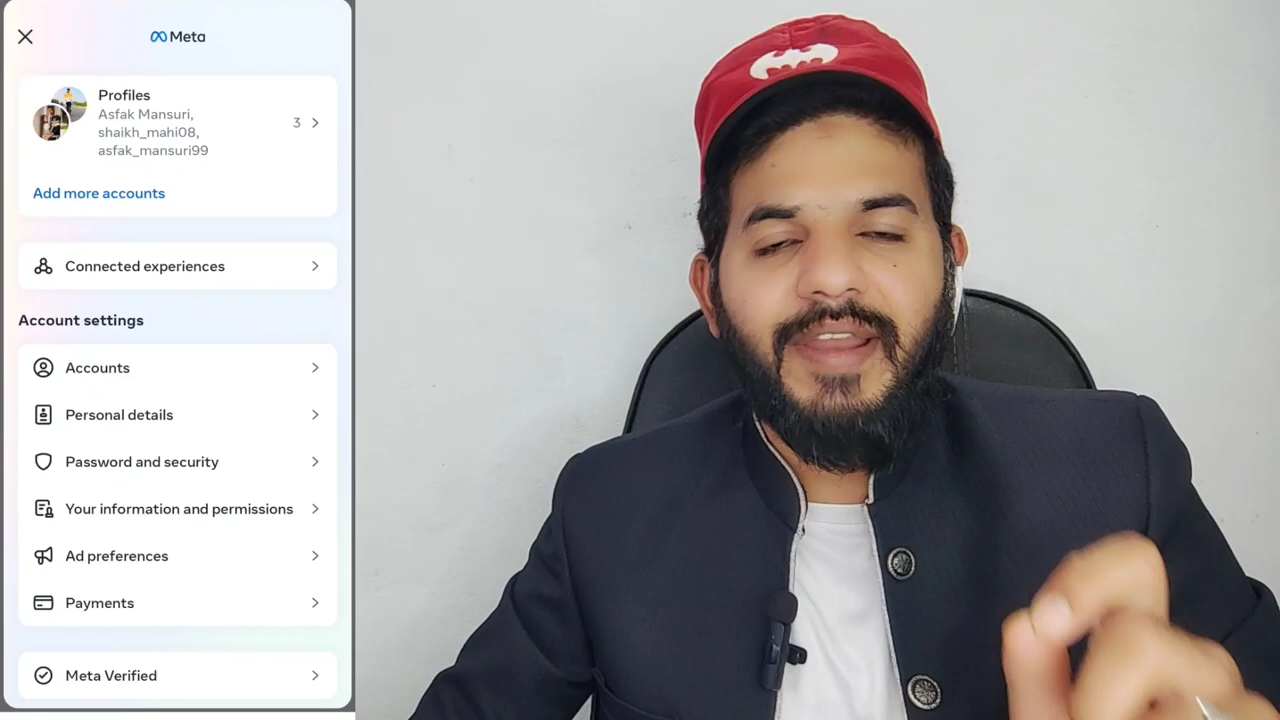 Meta
Profiles
Asfak Mansuri,
shaikh_mahi08,
asfak_mansuri99
3
Add more accounts
Connected experiences
Account settings
Accounts
Personal details
Password and security
Your information and permissions
Ad preferences
Payments
Meta Verified